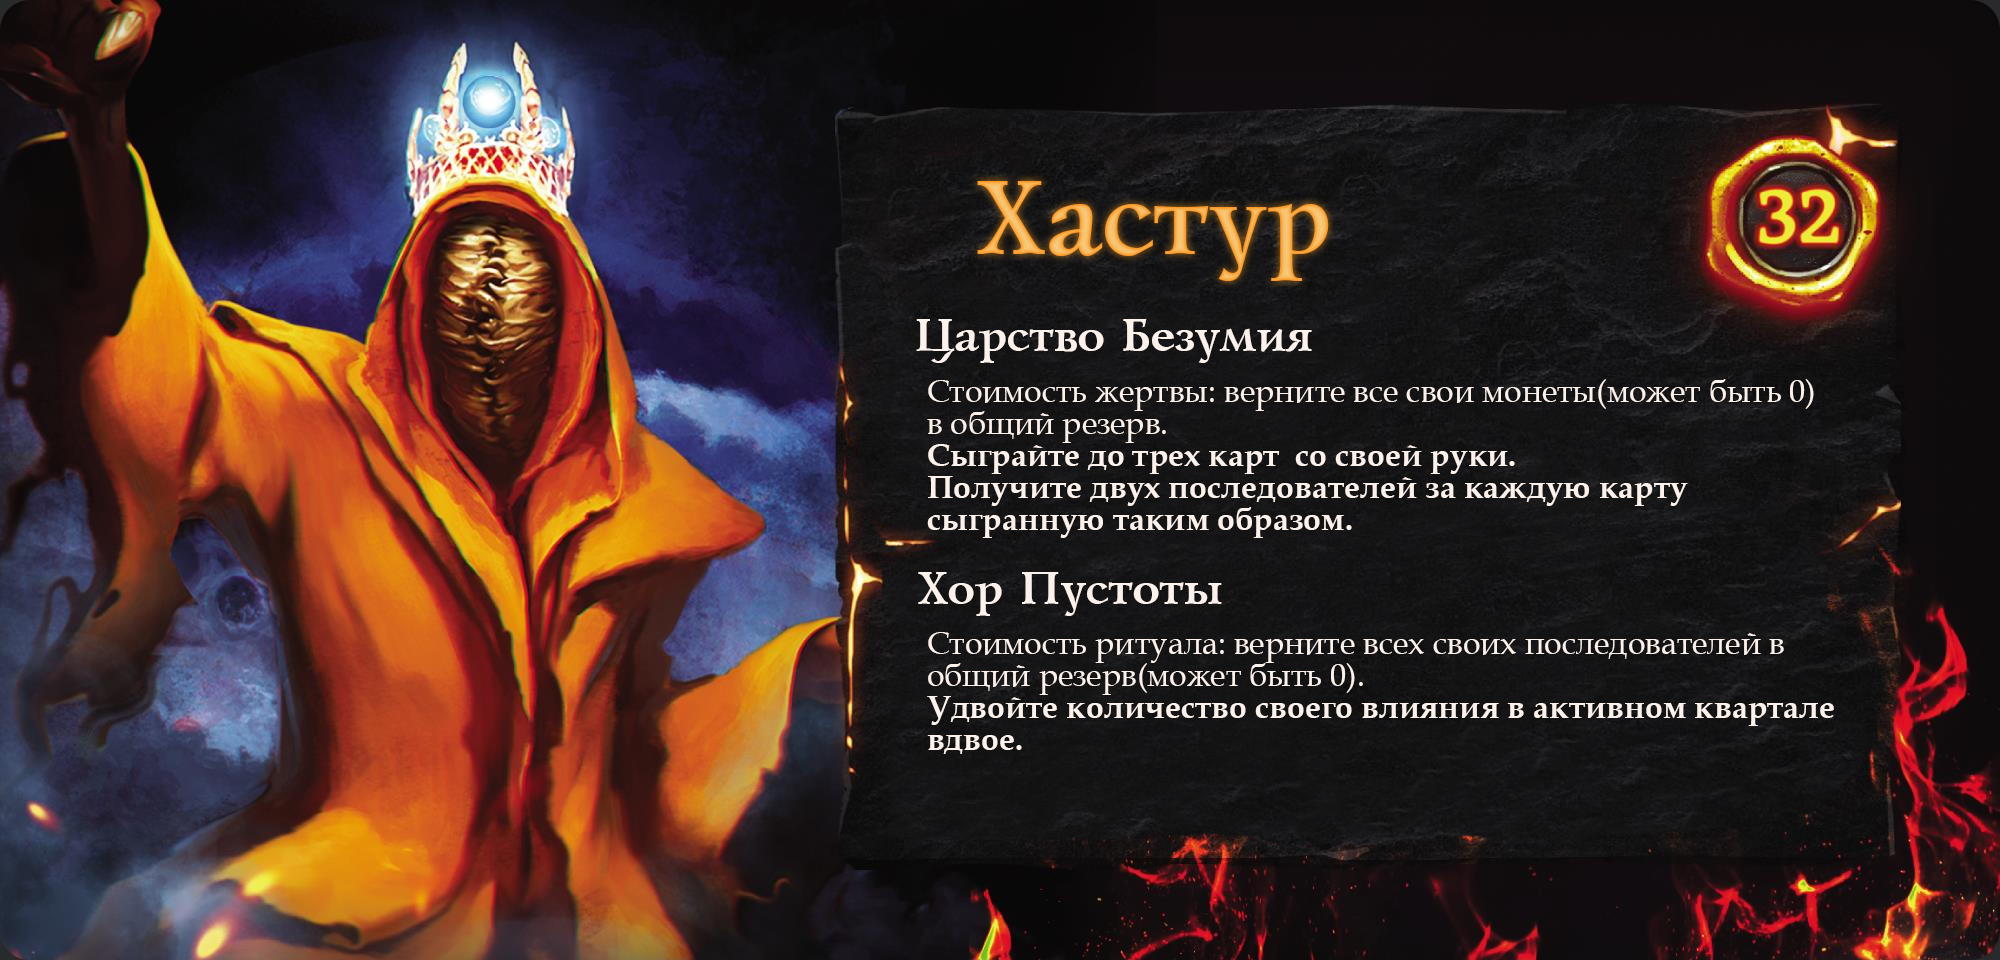 Хастур
32
Царство Безумия
Стоимость жертвы: верните все свои монеты(может быть 0)
в общий резерв.
Сыграйте до трех карт  со своей руки.
Получите двух последователей за каждую карту
сыгранную таким образом.
Хор Пустоты
Стоимость ритуала: верните всех своих последователей в
общий резерв(может быть 0).
Удвойте количество своего влияния в активном квартале
вдвое.